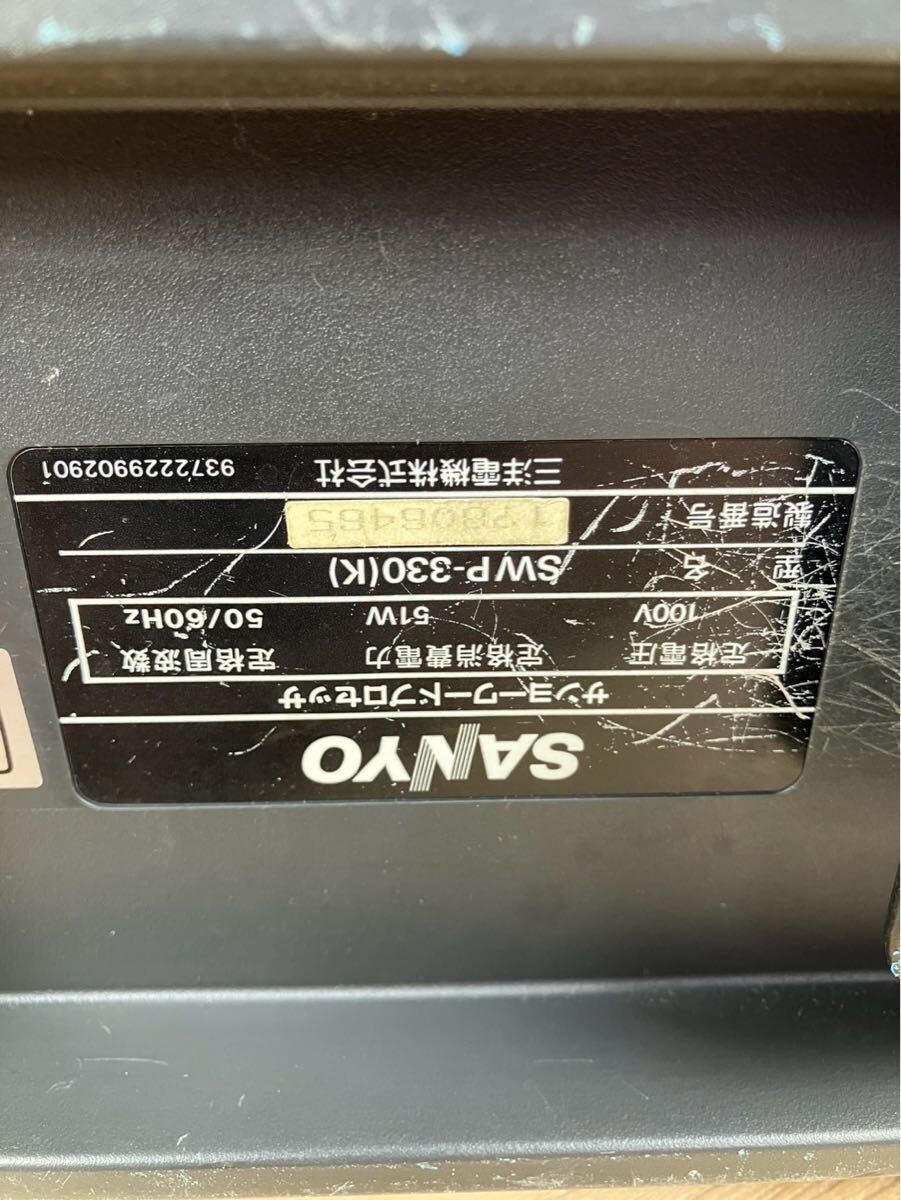 SANYO
サンヨーワードプロセッサ
定格電圧 定格消費電力 定格周波数
100V 51W 50/60Hz
型 名 SWP-330(K)
製造番号
三洋電機株式会社 9372229902901